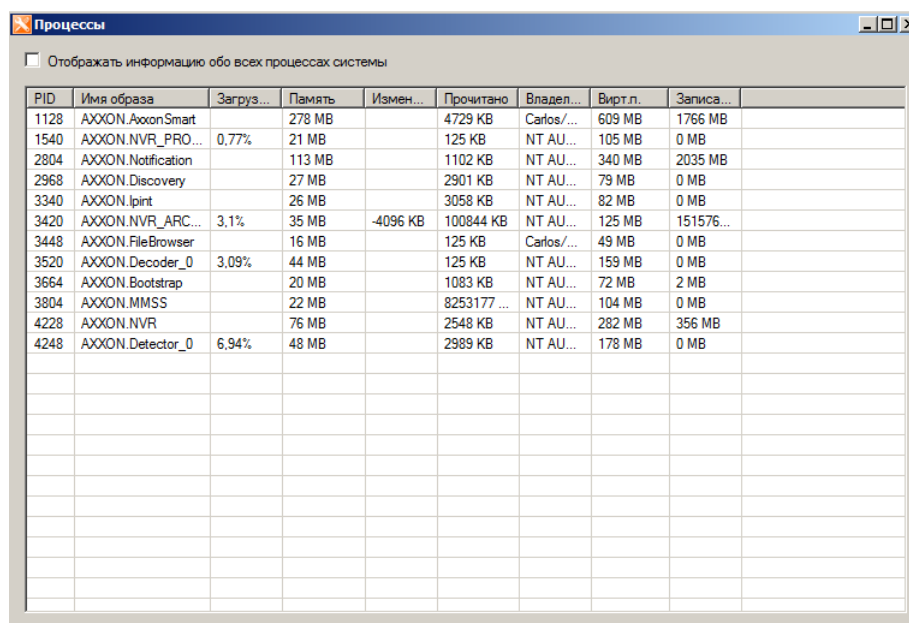 Процессы
Отображать информацию обо всех процессах системы
PID Имя образа Загруз... Память Измен... Прочитано Владел... Вирт.п. Записа...
1128 AXXON.AxxonSmart 278 MB 4729 KB Carlos/... 609 MB 1766 MB
1540 AXXON.NVR_PRO... 0,77% 21 MB 125 KB NT AU... 105 MB 0 MB
2804 AXXON.Notification 113 MB 1102 KB NT AU... 340 MB 2035 MB
2968 AXXON.Discovery 27 MB 2901 KB NT AU... 79 MB 0 MB
3340 AXXON.Ipint 26 MB 3058 KB NT AU... 82 MB 0 MB
3420 AXXON.NVR_ARC... 3,1% 35 MB -4096 KB 100844 KB NT AU... 125 MB 151576...
3448 AXXON.FileBrowser 16 MB 125 KB Carlos/... 49 MB 0 MB
3520 AXXON.Decoder_0 3,09% 44 MB 125 KB NT AU... 159 MB 0 MB
3664 AXXON.Bootstrap 20 MB 1083 KB NT AU... 72 MB 2 MB
3804 AXXON.MMSS 22 MB 8253177 ... NT AU... 104 MB 0 MB
4228 AXXON.NVR 76 MB 2548 KB NT AU... 282 MB 356 MB
4248 AXXON.Detector_0 6,94% 48 MB 2989 KB NT AU... 178 MB 0 MB